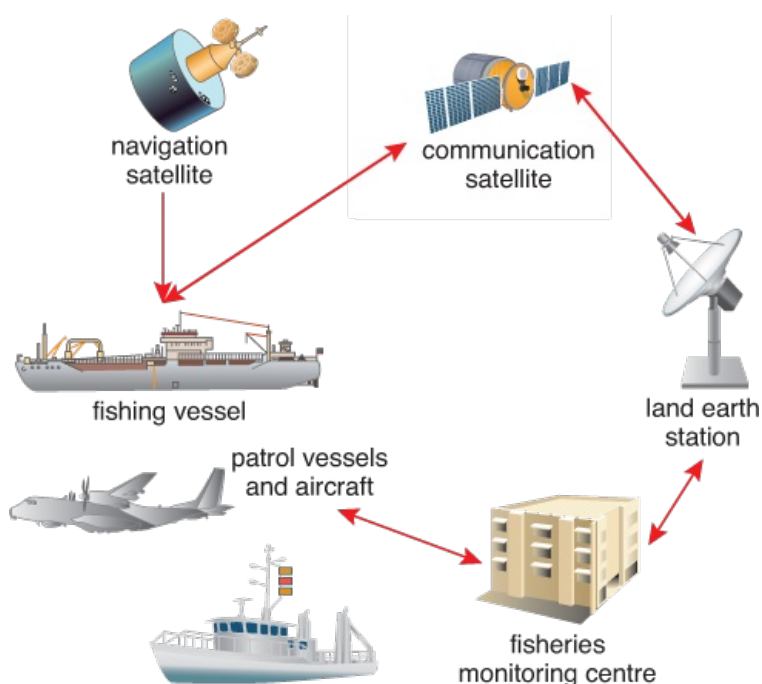 navigation
satellite
communication
satellite
fishing vessel
land earth
station
patrol vessels
and aircraft
fisheries
monitoring centre